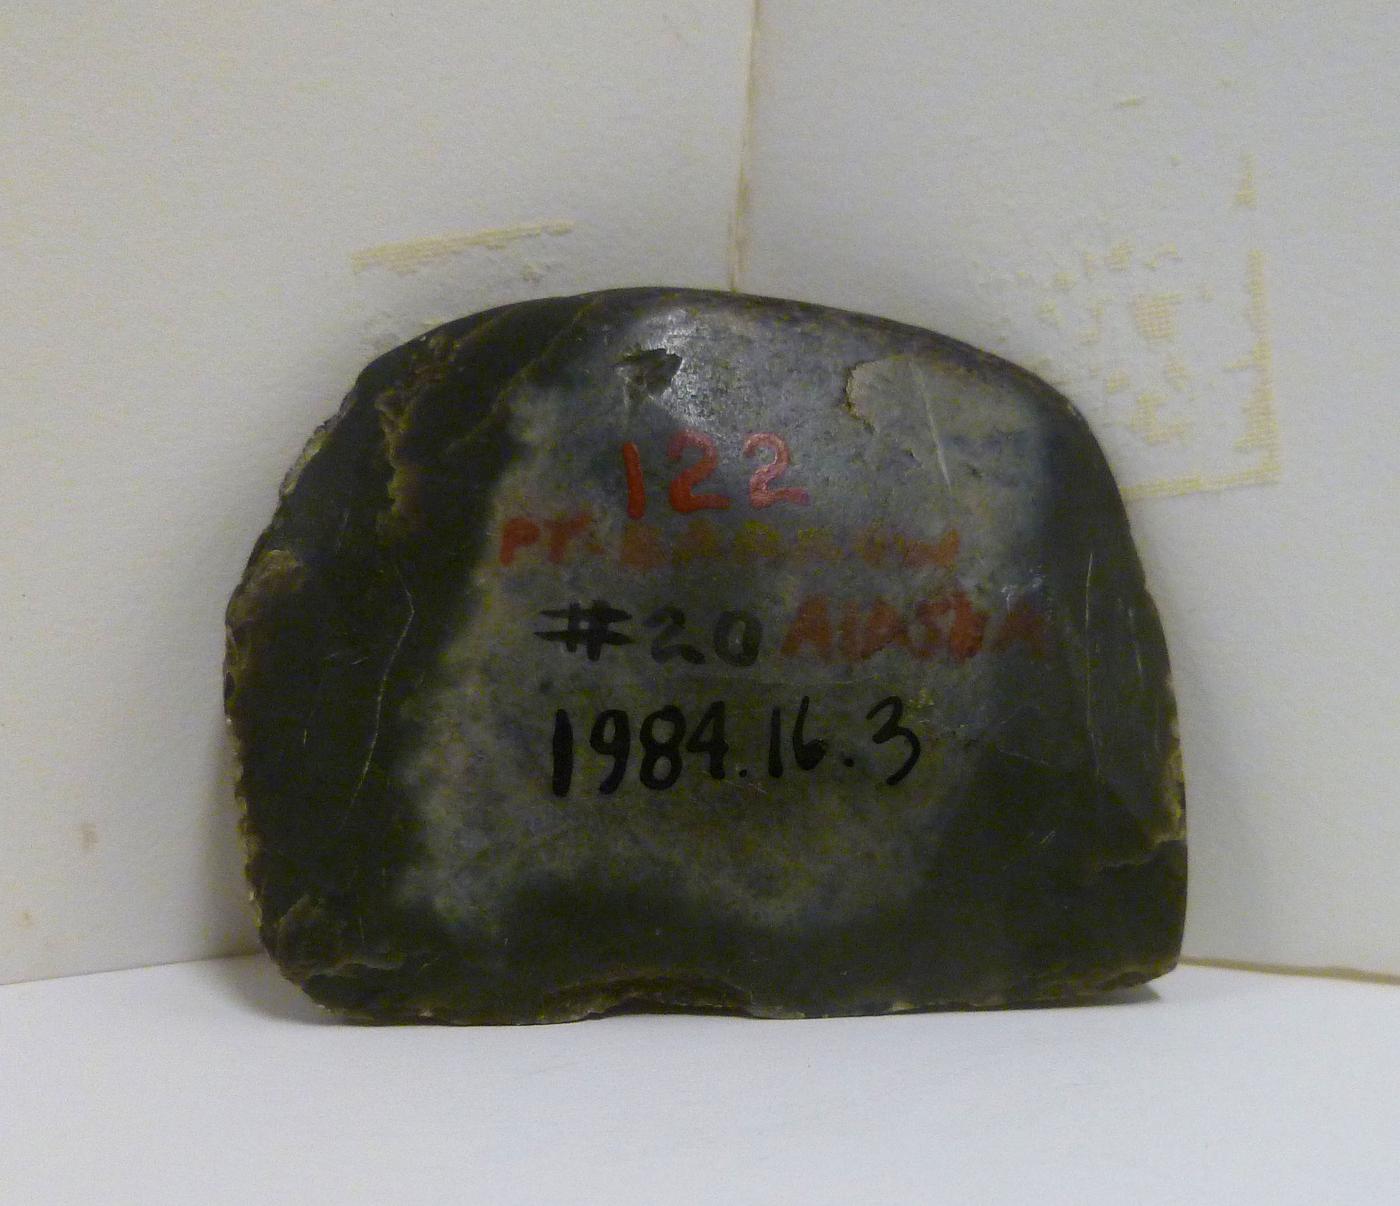 122
PT. BARROW
#20 ALASKA
1984.16.3